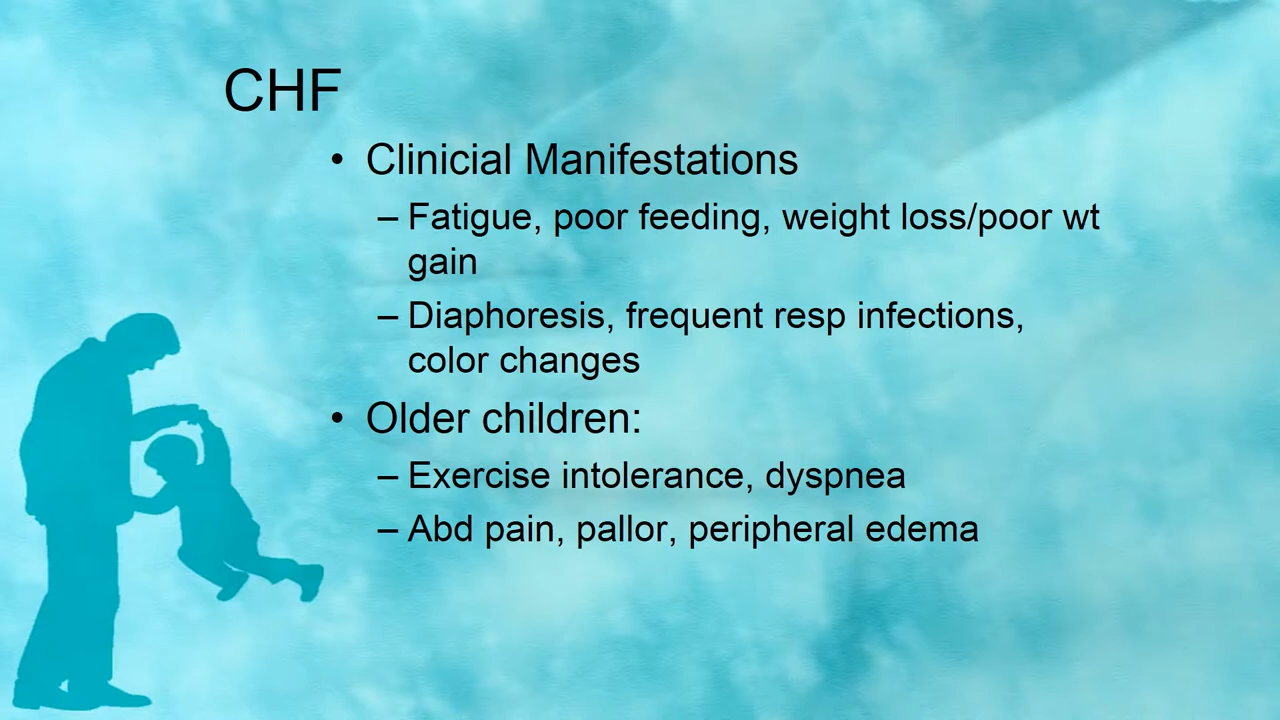 CHF
• Clinicial Manifestations
– Fatigue, poor feeding, weight loss/poor wt
gain
– Diaphoresis, frequent resp infections,
color changes
• Older children:
– Exercise intolerance, dyspnea
– Abd pain, pallor, peripheral edema